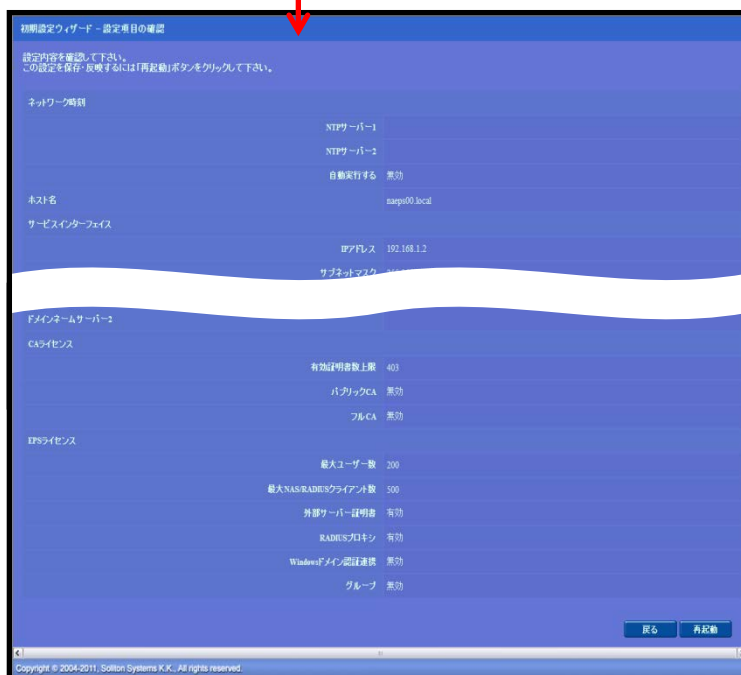 初期設定ウィザード - 設定項目の確認
設定内容を確認して下さい。
この設定を保存・反映するには「再起動」ボタンをクリックして下さい。
ネットワーク時刻
NTPサーバー1
NTPサーバー2
自動実行する 無効
ホスト名 naeps00.local
サービスインターフェイス
IPアドレス 192.168.1.2
サブネットマスク
ドメインネームサーバー2
CAライセンス
有効証明書数上限 403
パブリックCA 無効
フルCA 無効
EPSライセンス
最大ユーザー数 200
最大NAS/RADIUSクライアント数 500
外部サーバー証明書 有効
RADIUSプロキシ 有効
Windowsドメイン認証連携 無効
グループ 無効
戻る 再起動
Copyright © 2004-2011, Soliton Systems K.K., All rights reserved.